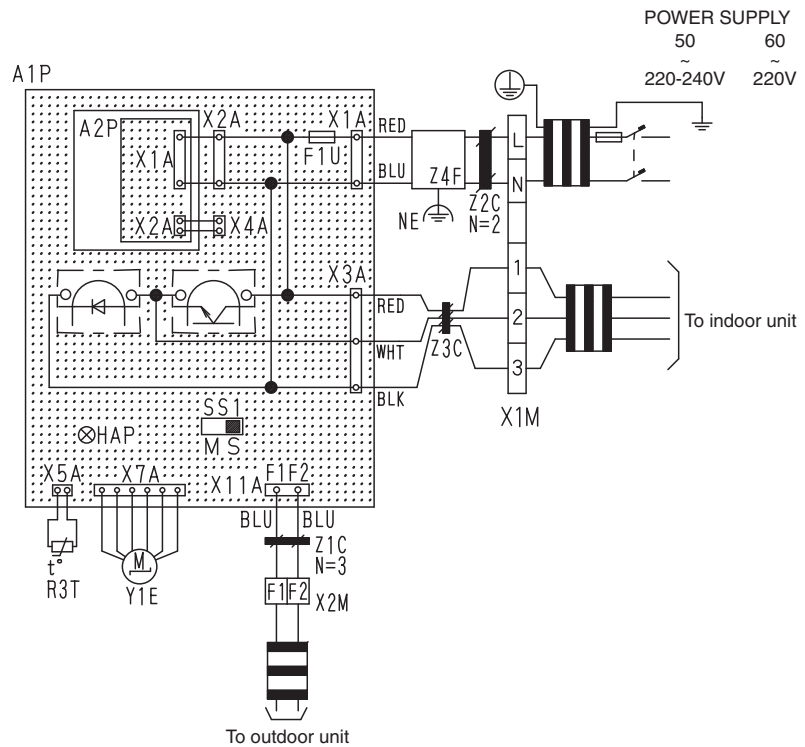 POWER SUPPLY
50 60
~ ~
220-240V 220V
A1P
A2P X2A X1A RED
X1A F1U L
BLU Z4F N
X2A X4A NE Z2C
N=2
X3A 1
RED 2 To indoor unit
WHT Z3C
3
BLK
SS1 X1M
HAP M S
X5A X7A X11A F1F2
BLU BLU
Z1C
N=3
t° M
R3T Y1E F1 F2 X2M
To outdoor unit